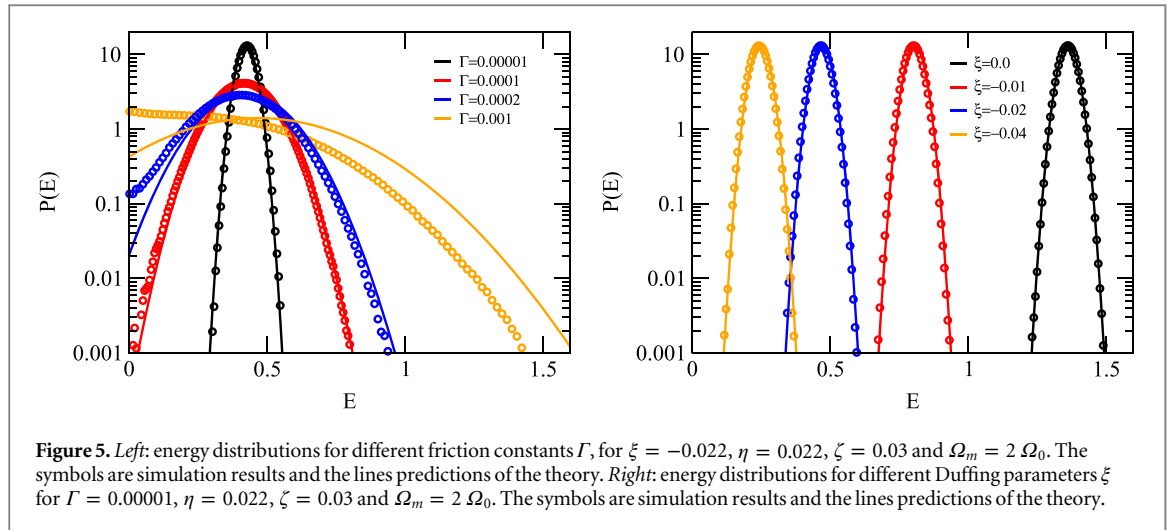 10
1
0.1
0.01
0.001
P(E)
0
0.5
1
1.5
E
Γ=0.00001
Γ=0.0001
Γ=0.0002
Γ=0.001
10
1
0.1
0.01
0.001
P(E)
0
0.5
1
1.5
E
ξ=0.0
ξ=−0.01
ξ=−0.02
ξ=−0.04
Figure 5. Left: energy distributions for different friction constants Γ, for ξ = −0.022, η = 0.022, ζ = 0.03 and Ωm = 2 Ω0. The
symbols are simulation results and the lines predictions of the theory. Right: energy distributions for different Duffing parameters ξ
for Γ = 0.00001, η = 0.022, ζ = 0.03 and Ωm = 2 Ω0. The symbols are simulation results and the lines predictions of the theory.